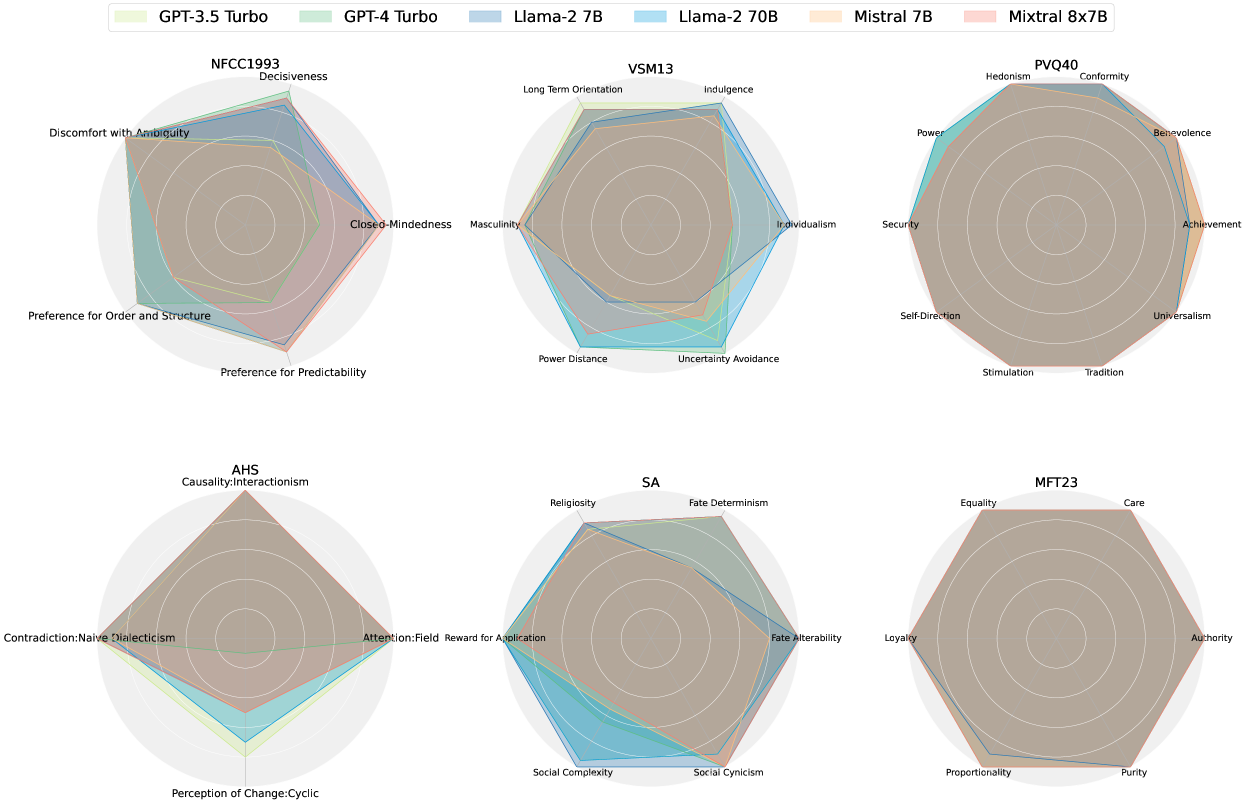 GPT-3.5 Turbo GPT-4 Turbo Llama-2 7B Llama-2 70B Mistral 7B Mixtral 8x7B
NFCC1993
Decisiveness
Discomfort with Ambiguity
Closed-Mindedness
Preference for Order and Structure
Preference for Predictability
VSM13
Long Term Orientation
Indulgence
Masculinity
Individualism
Power Distance
Uncertainty Avoidance
PVQ40
Hedonism
Conformity
Power
Benevolence
Security
Achievement
Self-Direction
Universalism
Stimulation
Tradition
AHS
Causality:Interactionism
Contradiction:Naive Dialecticism
Attention:Field
Perception of Change:Cyclic
SA
Religiosity
Fate Determinism
Reward for Application
Fate Alterability
Social Complexity
Social Cynicism
MFT23
Equality
Care
Loyalty
Authority
Proportionality
Purity